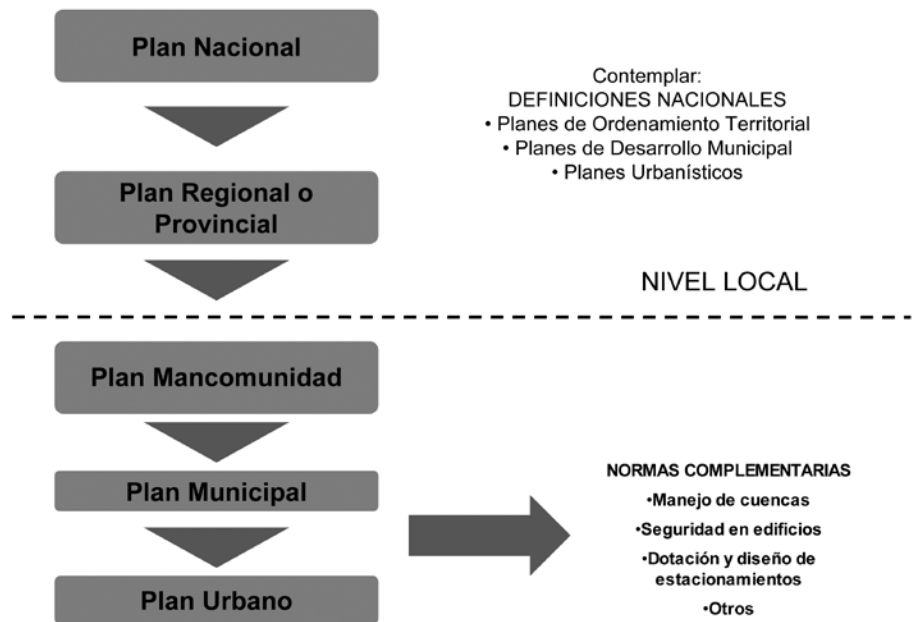 Plan Nacional
Contemplar:
DEFINICIONES NACIONALES
• Planes de Ordenamiento Territorial
• Planes de Desarrollo Municipal
• Planes Urbanísticos
Plan Regional o
Provincial
NIVEL LOCAL
Plan Mancomunidad
Plan Municipal
Plan Urbano
NORMAS COMPLEMENTARIAS
•Manejo de cuencas
•Seguridad en edificios
•Dotación y diseño de
estacionamientos
•Otros